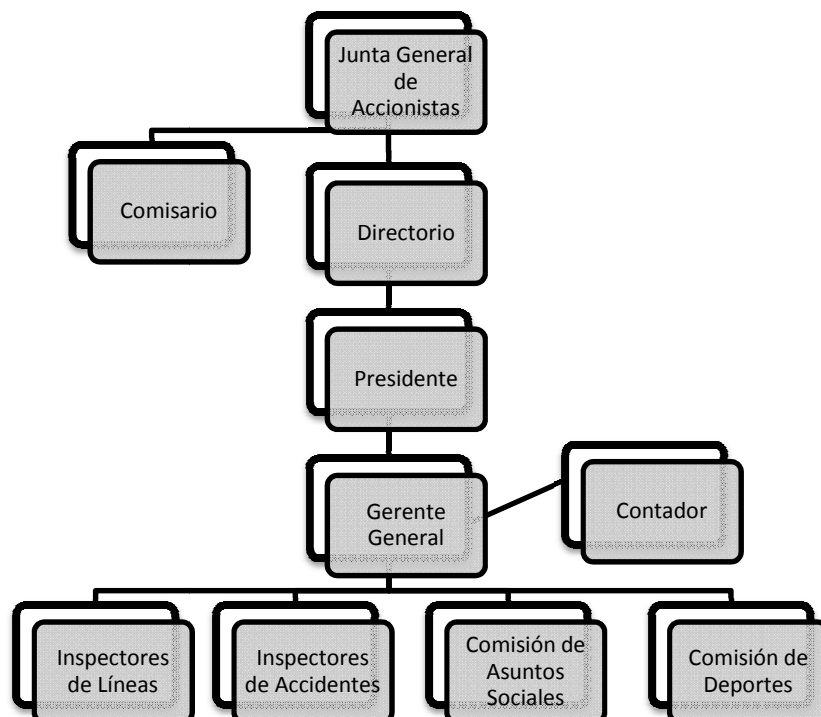 Junta General
de
Accionistas
Comisario
Directorio
Presidente
Gerente
General
Contador
Inspectores
de Líneas
Inspectores
de Accidentes
Comisión de
Asuntos
Sociales
Comisión de
Deportes